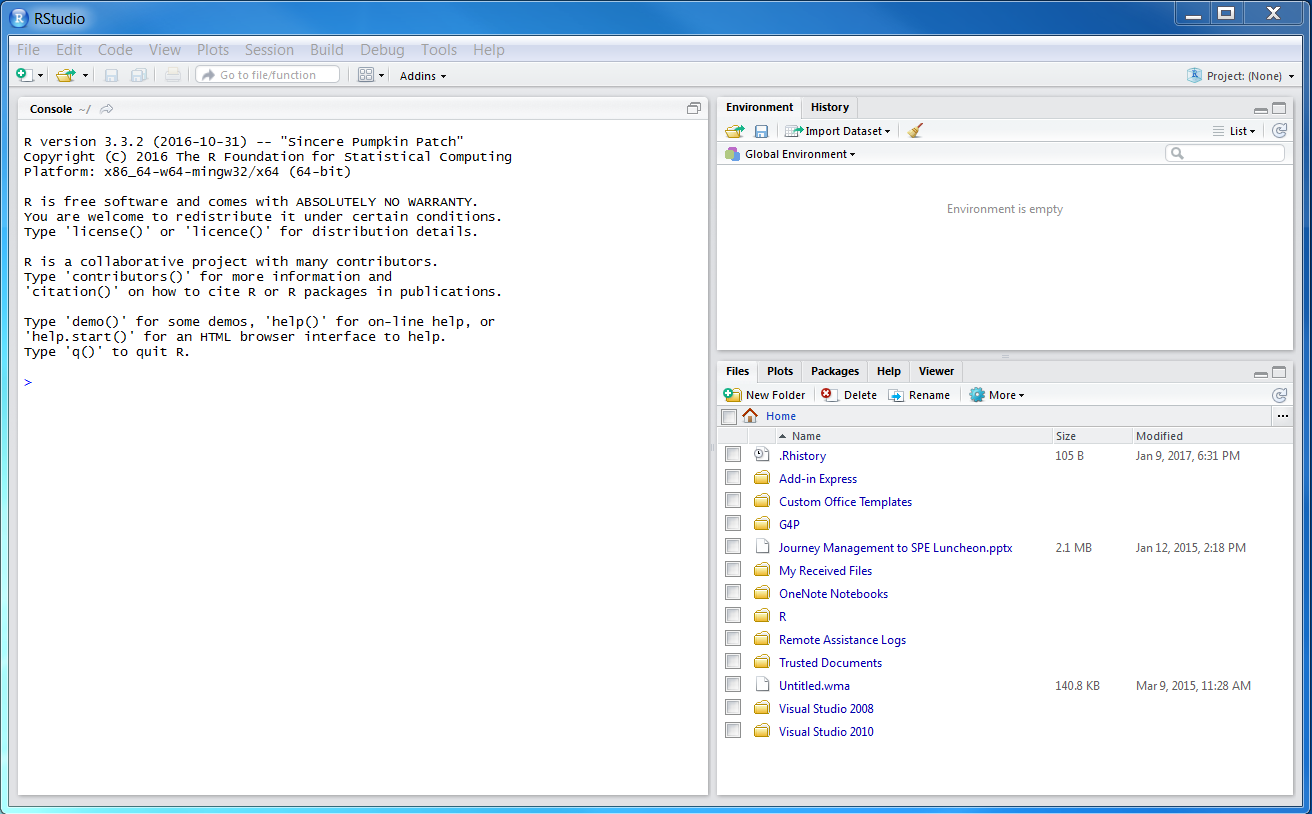 RStudio
File Edit Code View Plots Session Build Debug Tools Help
Go to file/function Addins Project: (None)
Console ~/
R version 3.3.2 (2016-10-31) -- "Sincere Pumpkin Patch"
Copyright (C) 2016 The R Foundation for Statistical Computing
Platform: x86_64-w64-mingw32/x64 (64-bit)
R is free software and comes with ABSOLUTELY NO WARRANTY.
You are welcome to redistribute it under certain conditions.
Type 'license()' or 'licence()' for distribution details.
R is a collaborative project with many contributors.
Type 'contributors()' for more information and
'citation()' on how to cite R or R packages in publications.
Type 'demo()' for some demos, 'help()' for on-line help, or
'help.start()' for an HTML browser interface to help.
Type 'q()' to quit R.
>
Environment History
Import Dataset List
Global Environment
Environment is empty
Files Plots Packages Help Viewer
New Folder Delete Rename More
Home ...
Name Size Modified
.Rhistory 105 B Jan 9, 2017, 6:31 PM
Add-in Express
Custom Office Templates
G4P
Journey Management to SPE Luncheon.pptx 2.1 MB Jan 12, 2015, 2:18 PM
My Received Files
OneNote Notebooks
R
Remote Assistance Logs
Trusted Documents
Untitled.wma 140.8 KB Mar 9, 2015, 11:28 AM
Visual Studio 2008
Visual Studio 2010